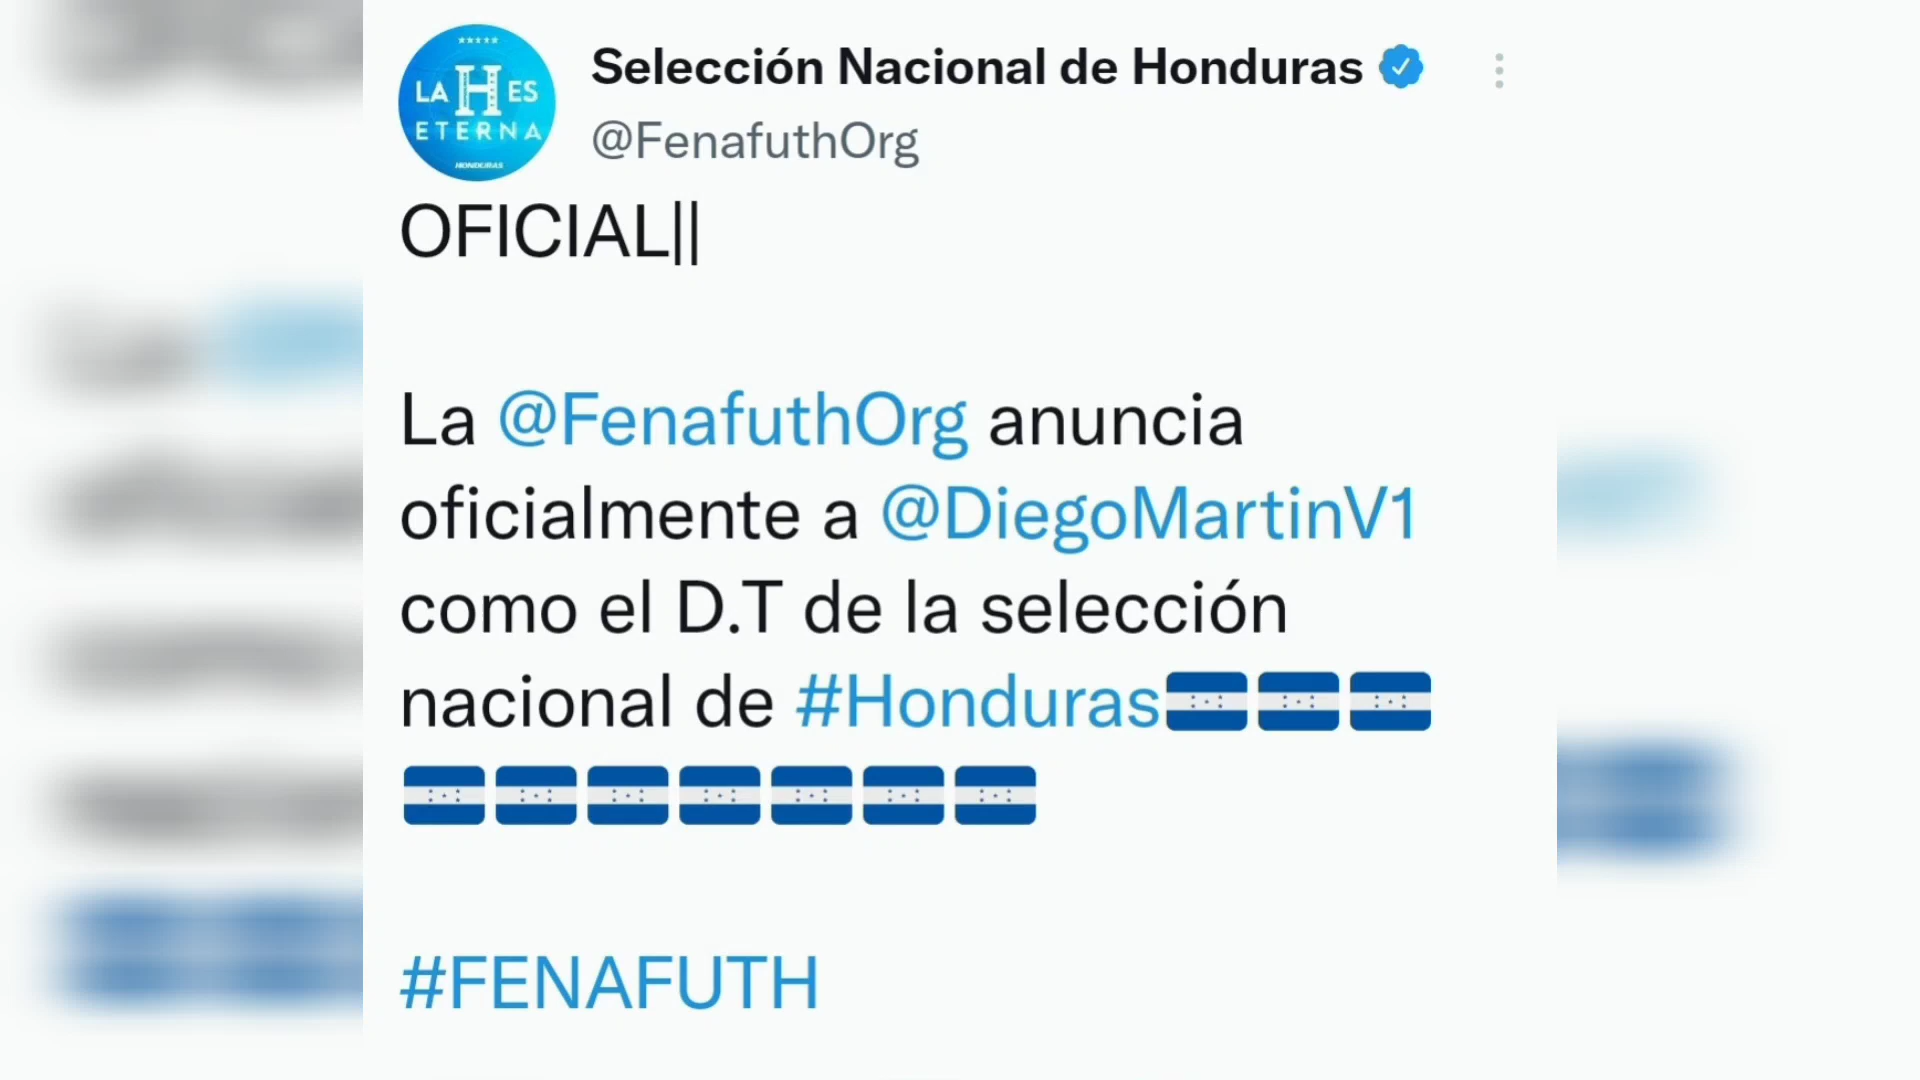 LA H ES
ETERNA
HONDURAS
Selección Nacional de Honduras
@FenafuthOrg
OFICIAL||
La @FenafuthOrg anuncia
oficialmente a @DiegoMartinV1
como el D.T de la selección
nacional de #Honduras🇭🇳🇭🇳🇭🇳
🇭🇳🇭🇳🇭🇳🇭🇳🇭🇳🇭🇳🇭🇳
#FENAFUTH